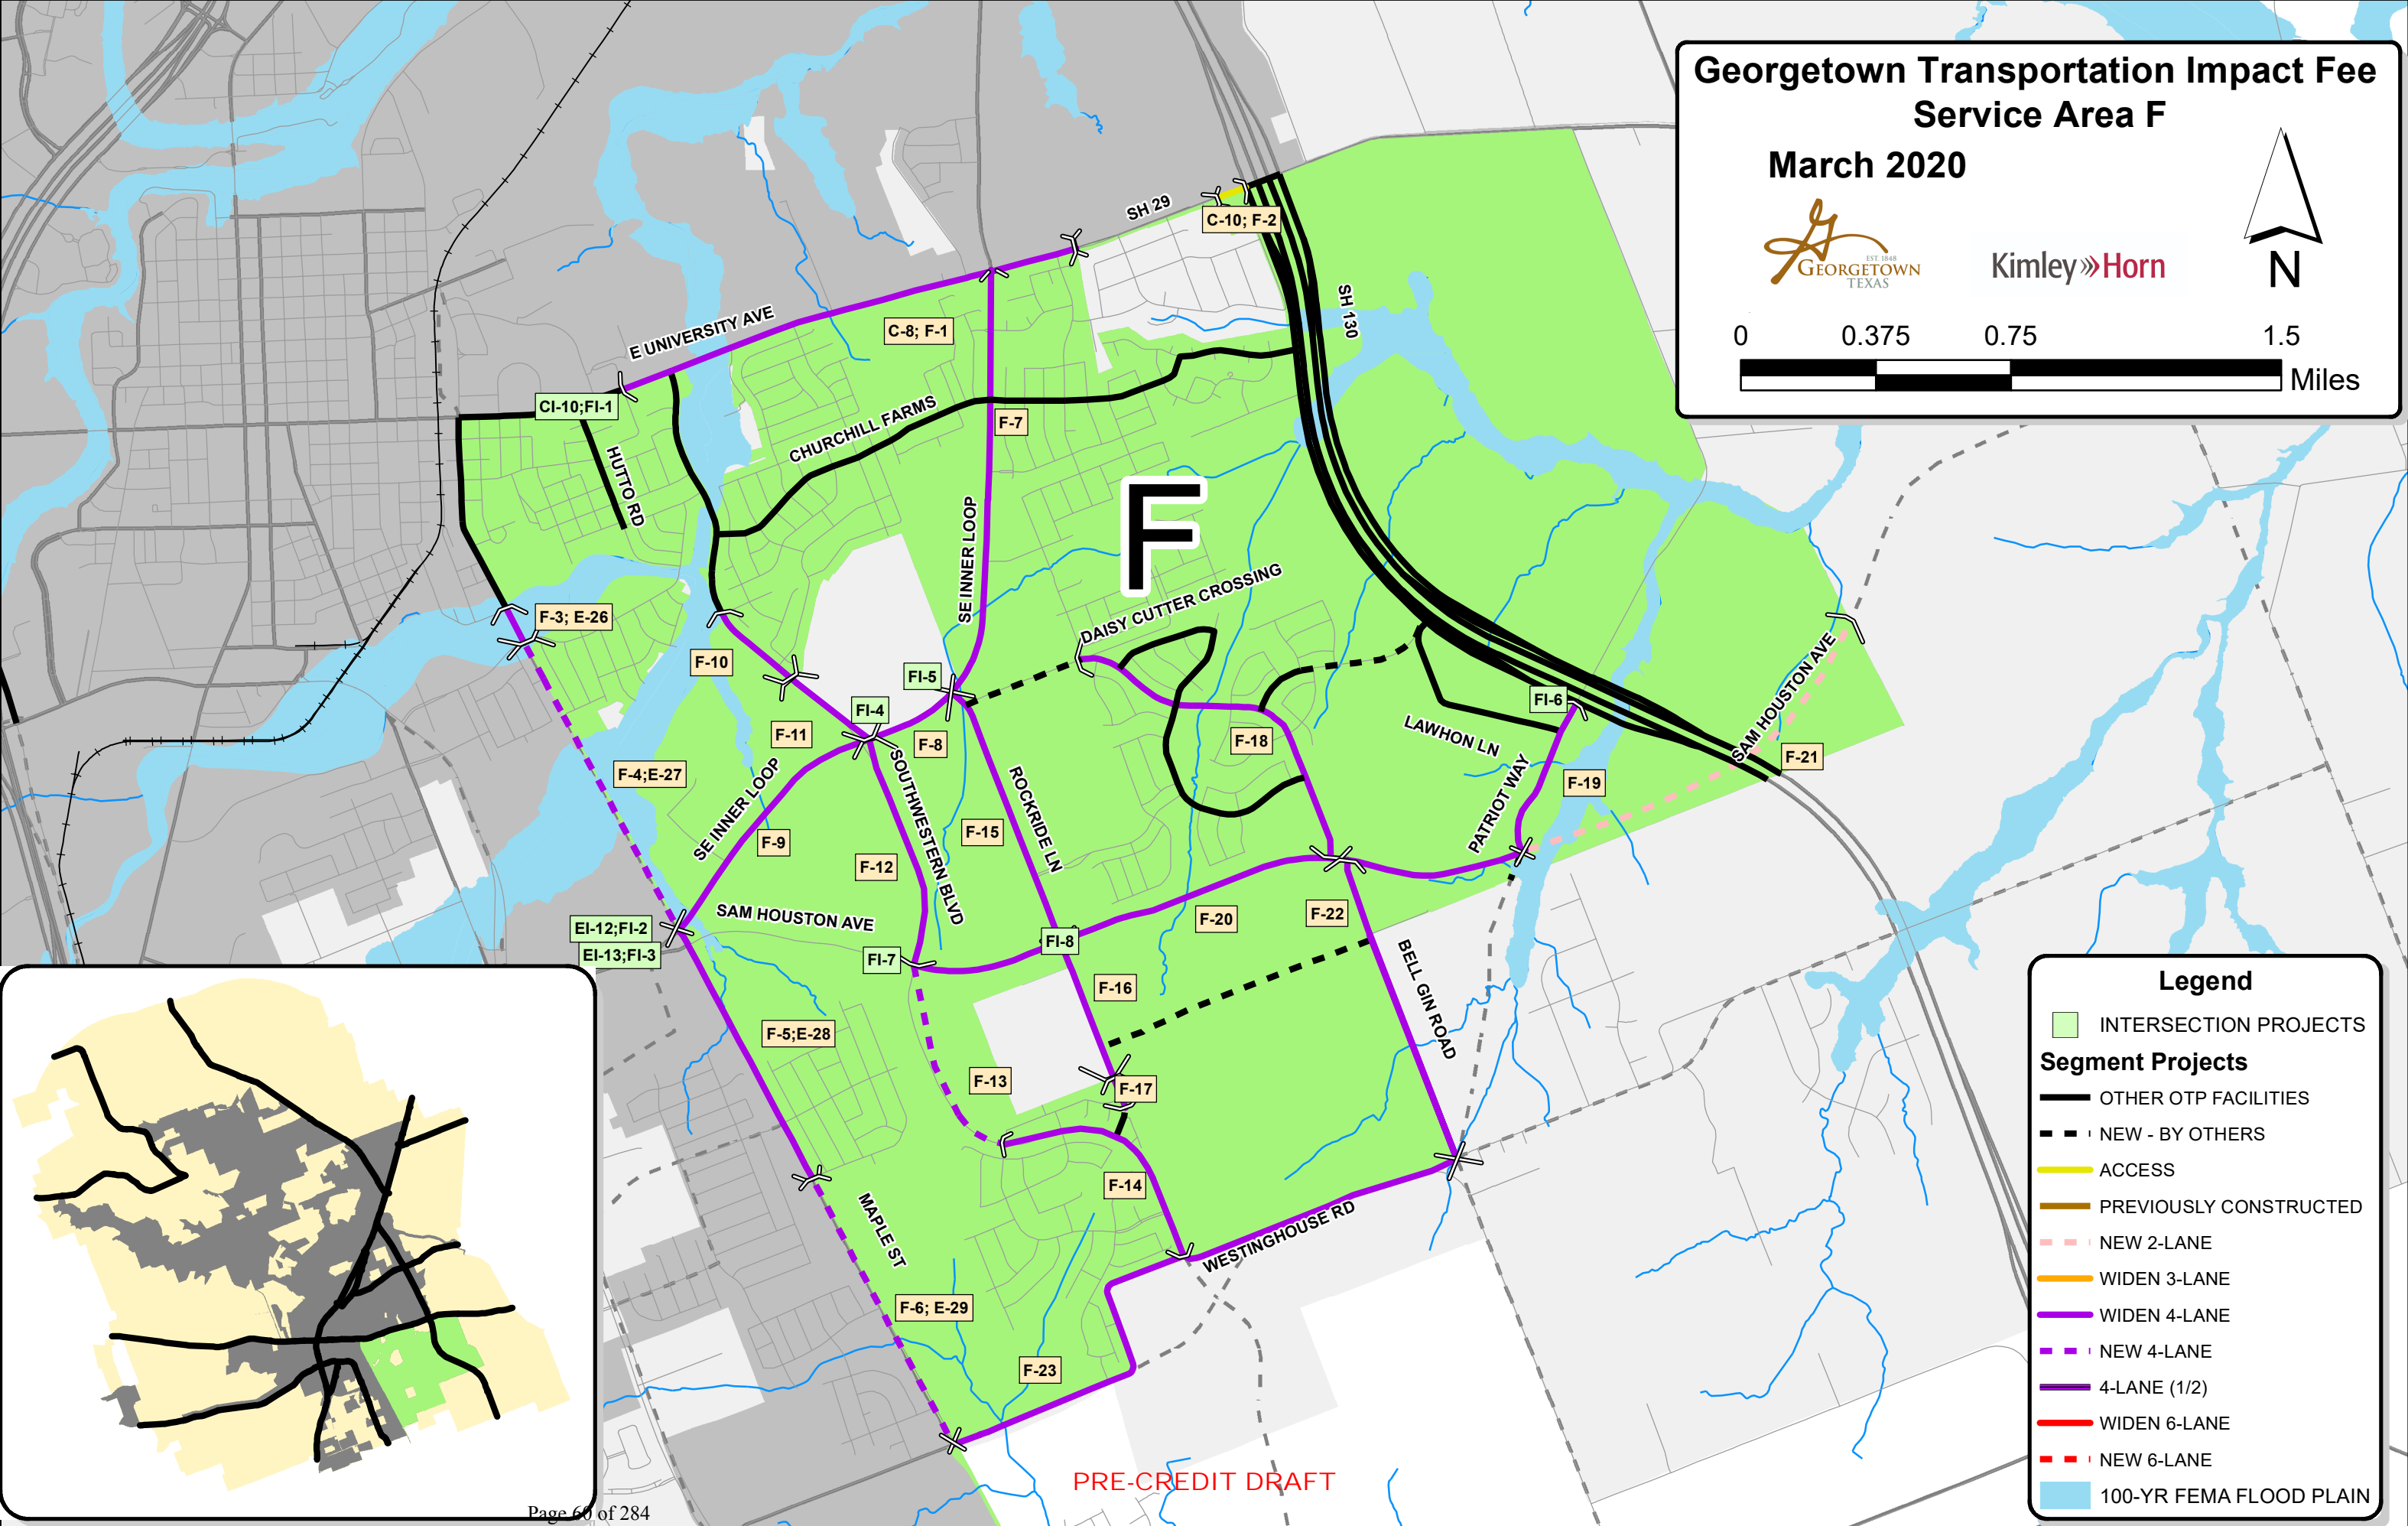 Georgetown Transportation Impact Fee
Service Area F
March 2020
EST. 1848
GEORGETOWN
TEXAS
Kimley»Horn
N
0 0.375 0.75 1.5
Miles
SH 29
C-10; F-2
SH 130
E UNIVERSITY AVE
C-8; F-1
CI-10;FI-1
CHURCHILL FARMS
F-7
HUTTO RD
SE INNER LOOP
F
DAISY CUTTER CROSSING
F-3; E-26
F-10
FI-5
FI-4
FI-6
SAM HOUSTON AVE
F-11
F-8
F-18
LAWHON LN
F-21
F-4;E-27
SOUTHWESTERN BLVD
ROCKRIDE LN
PATRIOT WAY
F-19
SE INNER LOOP
F-9
F-15
F-12
SAM HOUSTON AVE
EI-12;FI-2
EI-13;FI-3
FI-7
FI-8
F-20
F-22
BELL GIN ROAD
F-16
F-5;E-28
F-13
F-17
F-14
MAPLE ST
WESTINGHOUSE RD
F-6; E-29
F-23
Legend
INTERSECTION PROJECTS
Segment Projects
OTHER OTP FACILITIES
NEW - BY OTHERS
ACCESS
PREVIOUSLY CONSTRUCTED
NEW 2-LANE
WIDEN 3-LANE
WIDEN 4-LANE
NEW 4-LANE
4-LANE (1/2)
WIDEN 6-LANE
NEW 6-LANE
100-YR FEMA FLOOD PLAIN
PRE-CREDIT DRAFT
Page 60 of 284